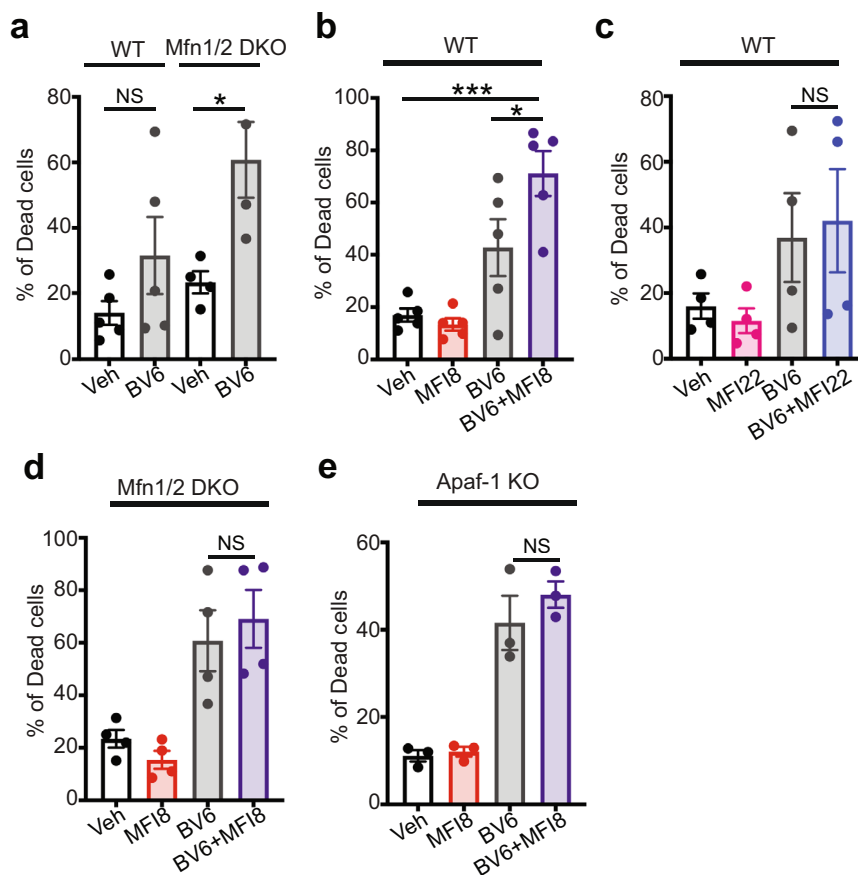 a
WT Mfn1/2 DKO
NS *
% of Dead cells
80
60
40
20
0
Veh BV6 Veh BV6
b
WT
***
*
% of Dead cells
100
80
60
40
20
0
Veh MFI8 BV6 BV6+MFI8
c
WT
NS
% of Dead cells
80
60
40
20
0
Veh MFI22 BV6 BV6+MFI22
d
Mfn1/2 DKO
NS
% of Dead cells
100
80
60
40
20
0
Veh MFI8 BV6 BV6+MFI8
e
Apaf-1 KO
NS
% of Dead cells
60
40
20
0
Veh MFI8 BV6 BV6+MFI8